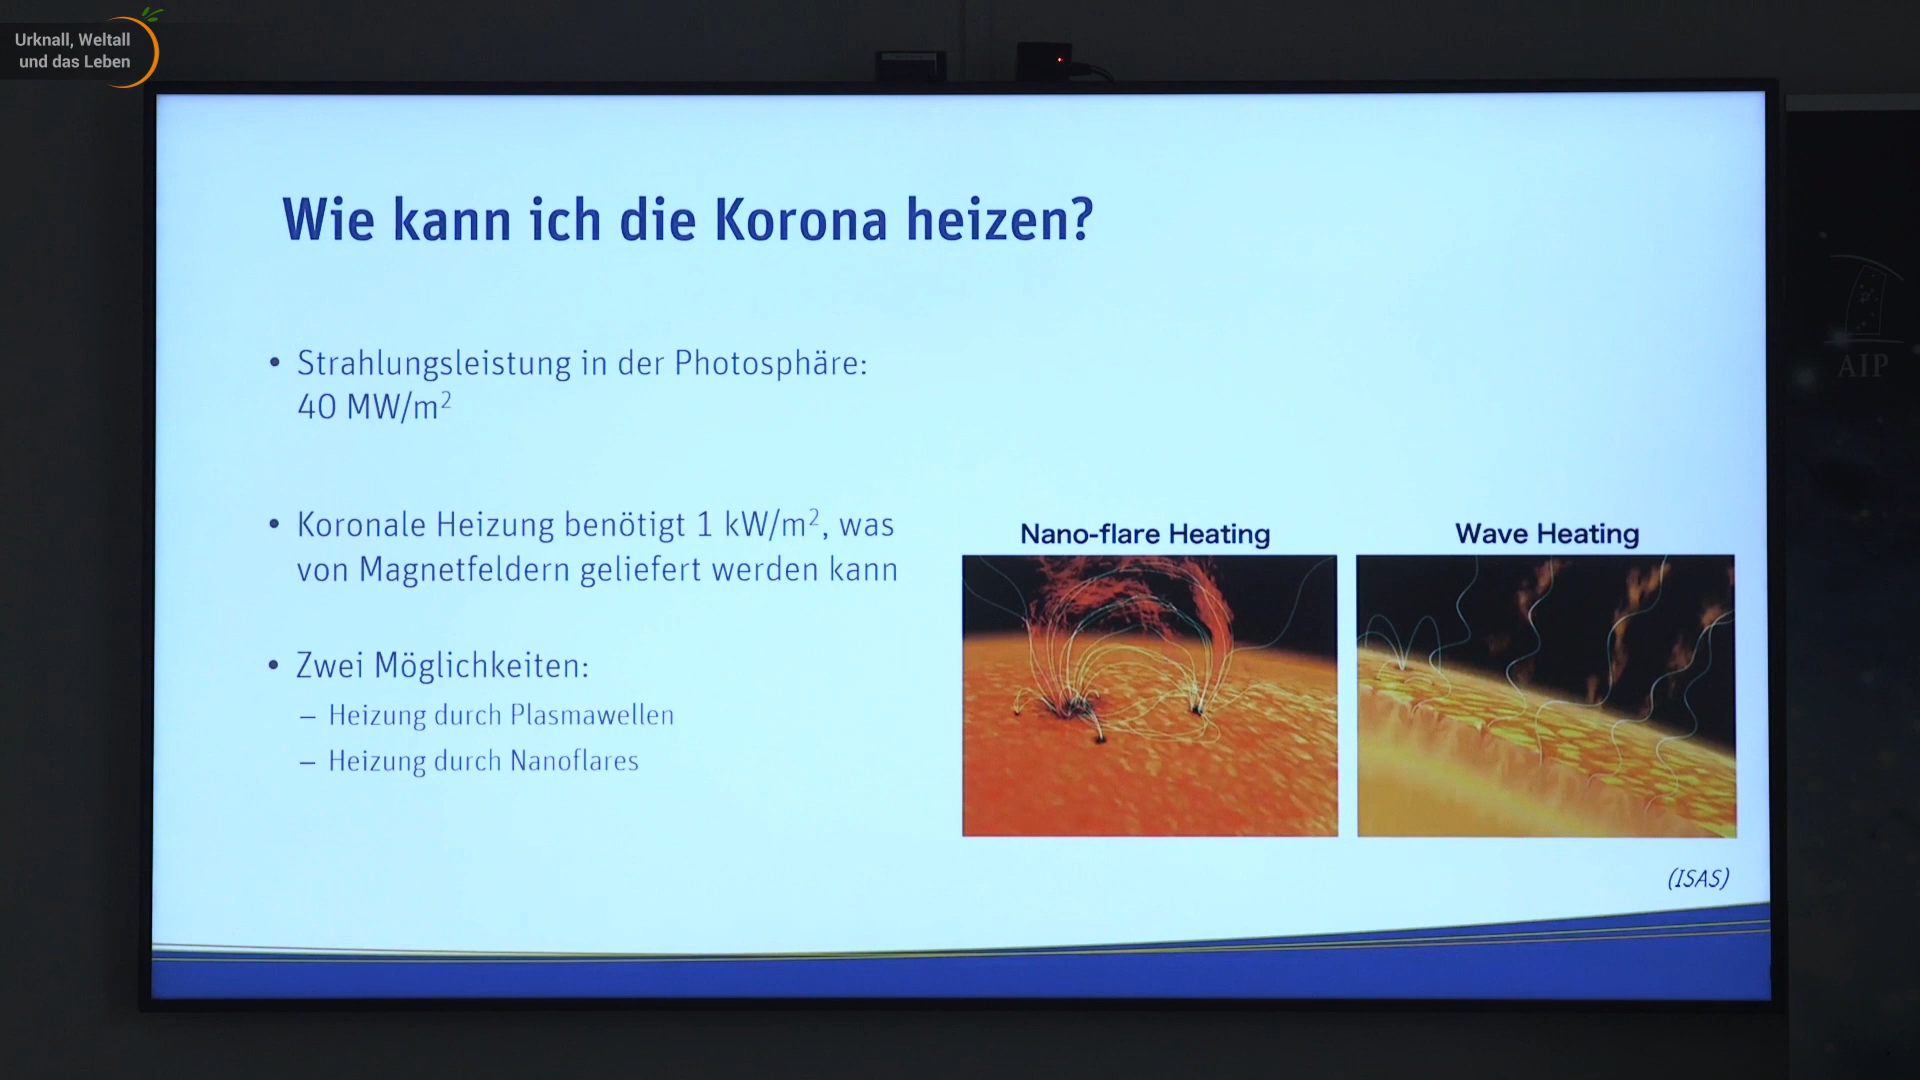 Urknall, Weltall
und das Leben
Wie kann ich die Korona heizen?
• Strahlungsleistung in der Photosphäre:
40 MW/m²
• Koronale Heizung benötigt 1 kW/m², was
von Magnetfeldern geliefert werden kann
• Zwei Möglichkeiten:
– Heizung durch Plasmawellen
– Heizung durch Nanoflares
Nano-flare Heating
Wave Heating
(ISAS)
AIP